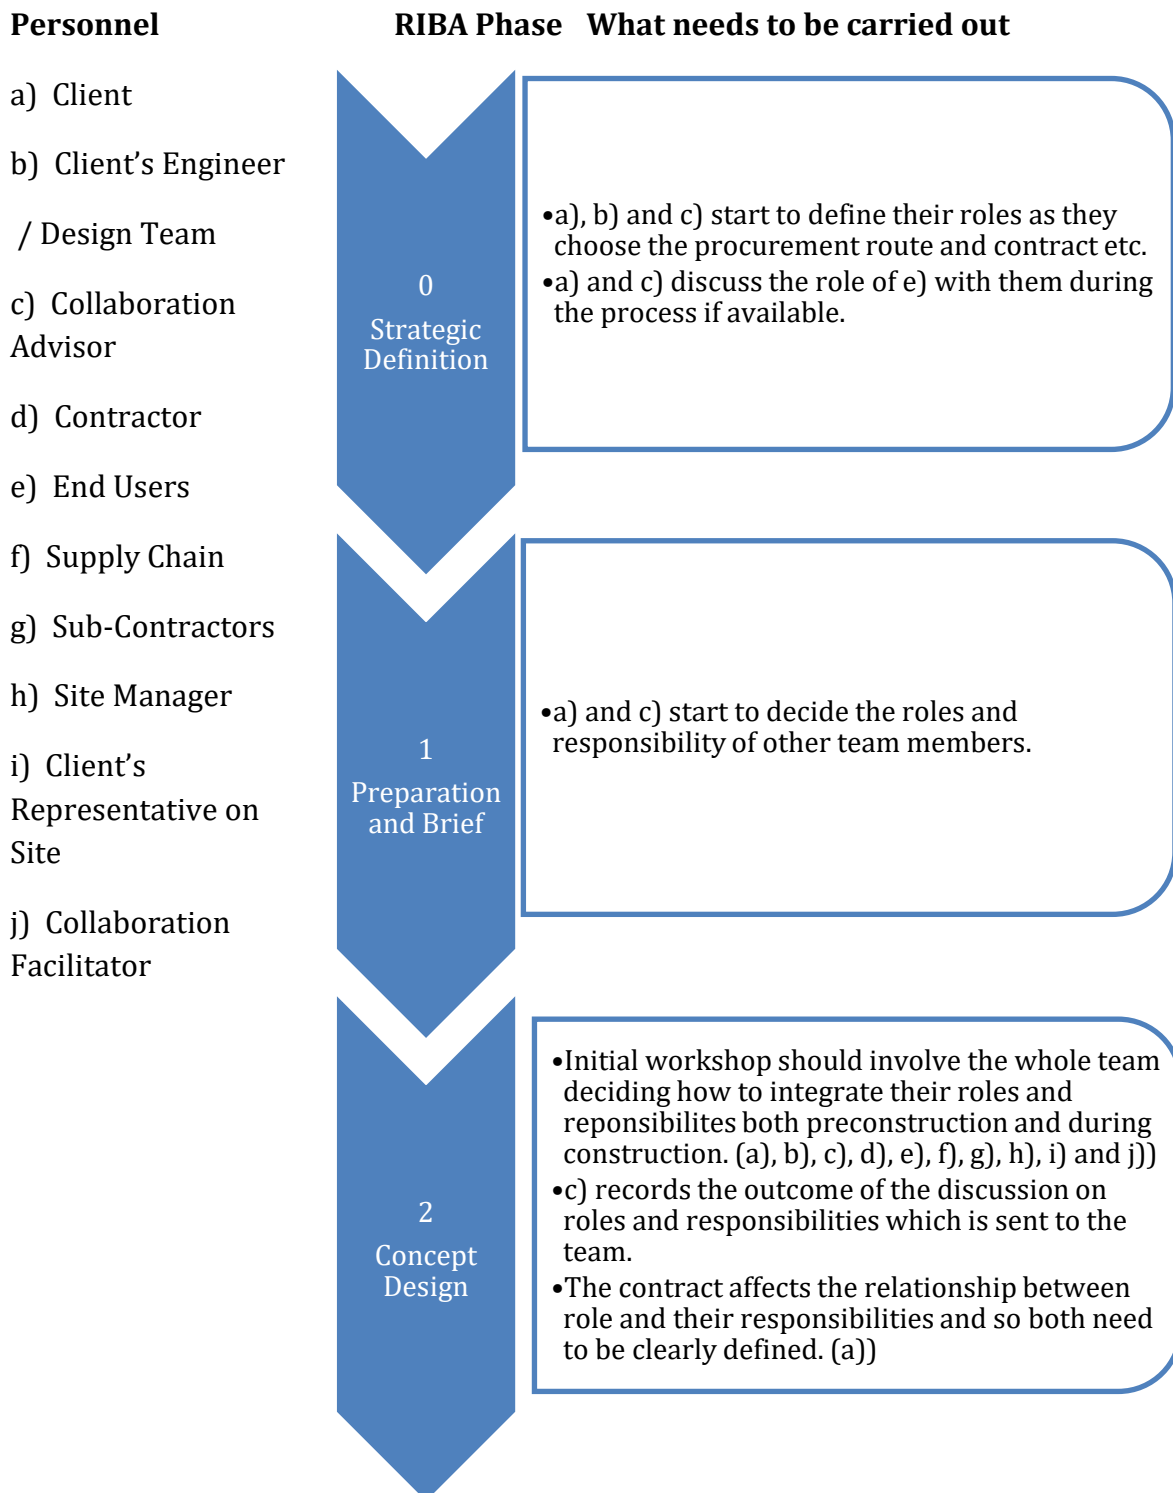 Personnel
RIBA Phase
What needs to be carried out
a) Client
b) Client’s Engineer
/ Design Team
c) Collaboration
Advisor
d) Contractor
e) End Users
f) Supply Chain
g) Sub-Contractors
h) Site Manager
i) Client’s
Representative on
Site
j) Collaboration
Facilitator
0
Strategic
Definition
•a), b) and c) start to define their roles as they
choose the procurement route and contract etc.
•a) and c) discuss the role of e) with them during
the process if available.
1
Preparation
and Brief
•a) and c) start to decide the roles and
responsibility of other team members.
2
Concept
Design
•Initial workshop should involve the whole team
deciding how to integrate their roles and
reponsibilites both preconstruction and during
construction. (a), b), c), d), e), f), g), h), i) and j))
•c) records the outcome of the discussion on
roles and responsibilities which is sent to the
team.
•The contract affects the relationship between
role and their responsibilities and so both need
to be clearly defined. (a))